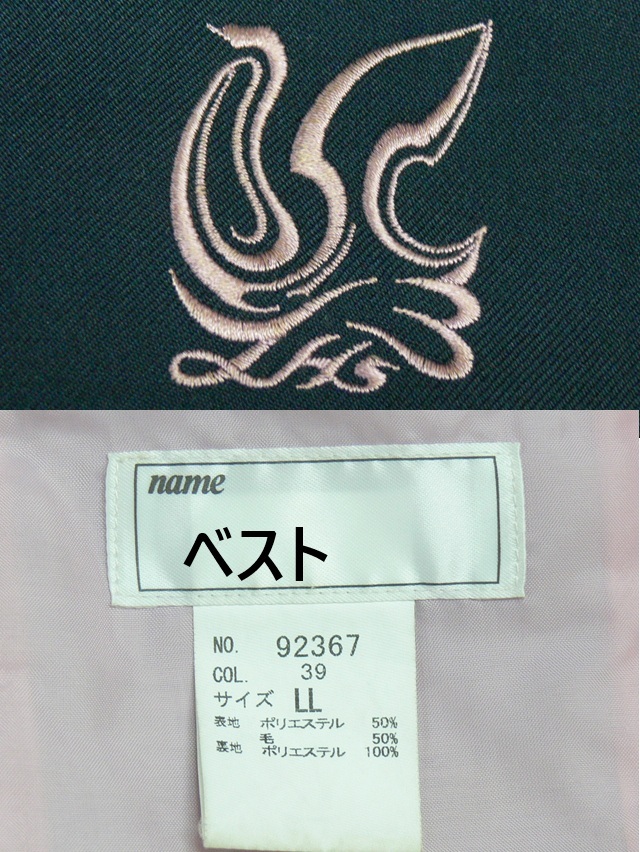 LHS
name
ベスト
NO. 92367
COL. 39
サイズ LL
表地 ポリエステル 50%
毛 50%
裏地 ポリエステル 100%